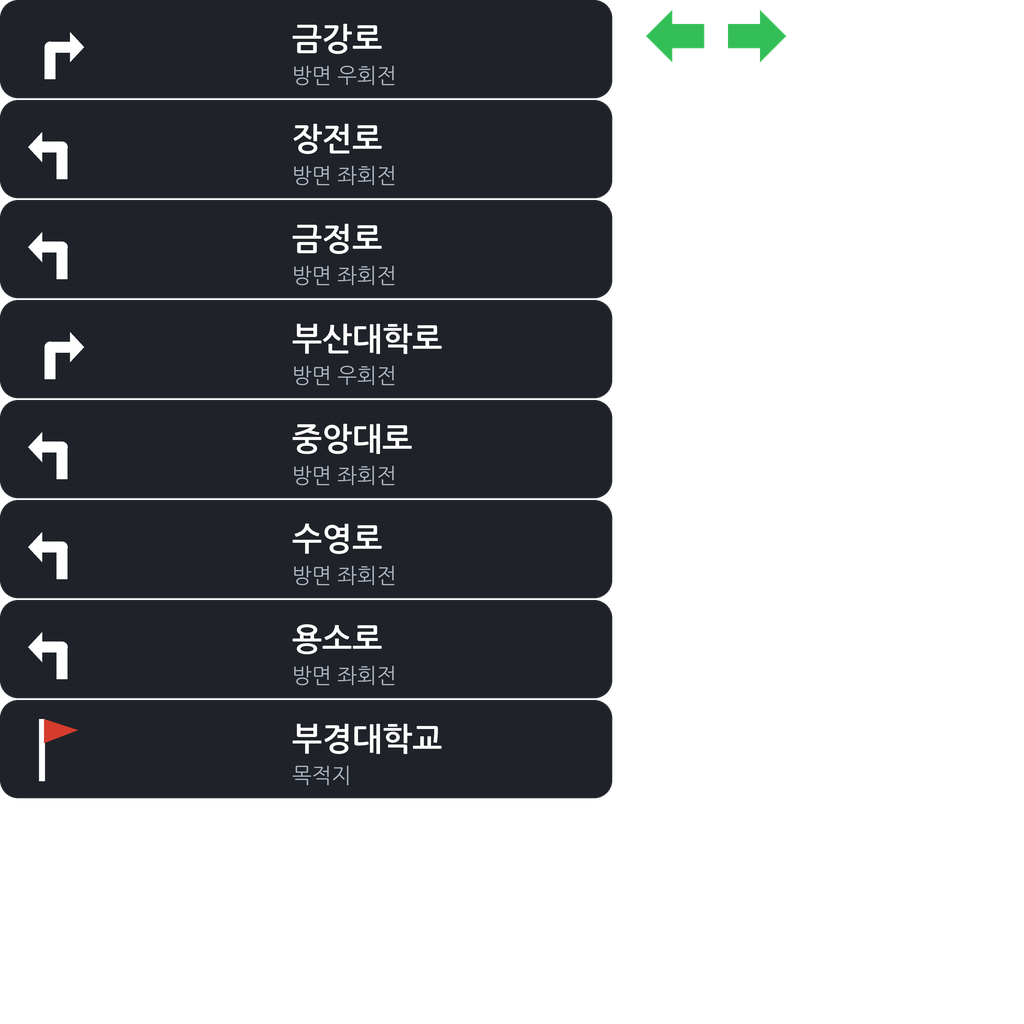 금강로
방면 우회전
장전로
방면 좌회전
금정로
방면 좌회전
부산대학로
방면 우회전
중앙대로
방면 좌회전
수영로
방면 좌회전
용소로
방면 좌회전
부경대학교
목적지